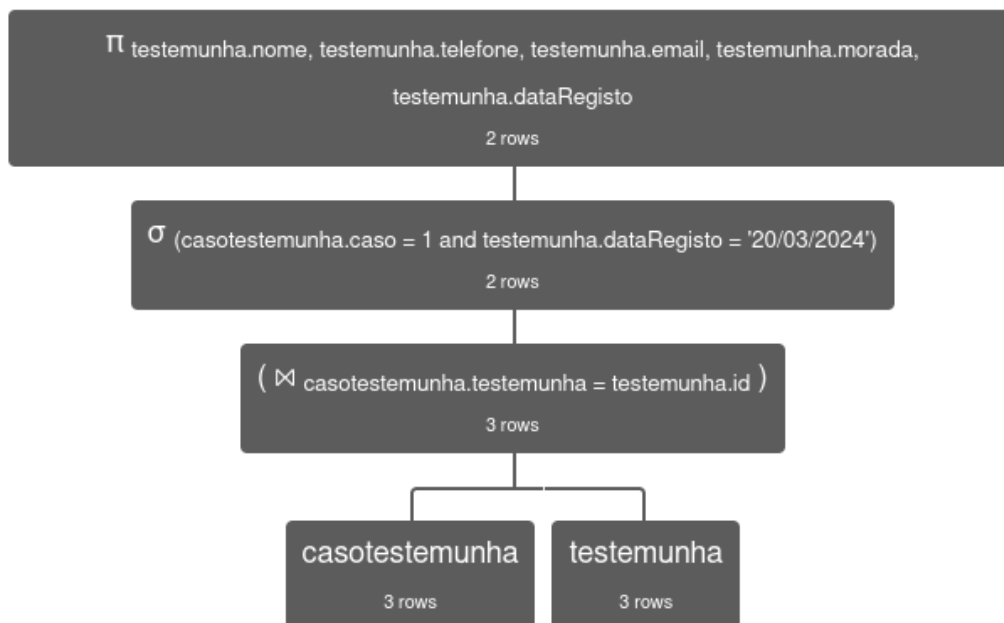 π testemunha.nome, testemunha.telefone, testemunha.email, testemunha.morada,
testemunha.dataRegisto
2 rows
σ (casotestemunha.caso = 1 and testemunha.dataRegisto = '20/03/2024')
2 rows
( ⋈ casotestemunha.testemunha = testemunha.id )
3 rows
casotestemunha
3 rows
testemunha
3 rows